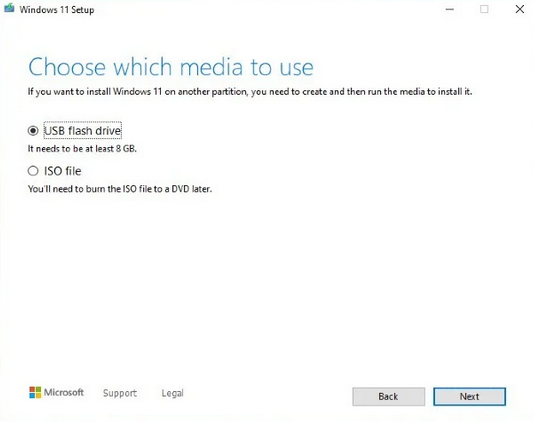 Windows 11 Setup
Choose which media to use
If you want to install Windows 11 on another partition, you need to create and then run the media to install it.
USB flash drive
It needs to be at least 8 GB.
ISO file
You'll need to burn the ISO file to a DVD later.
Microsoft Support Legal
Back Next